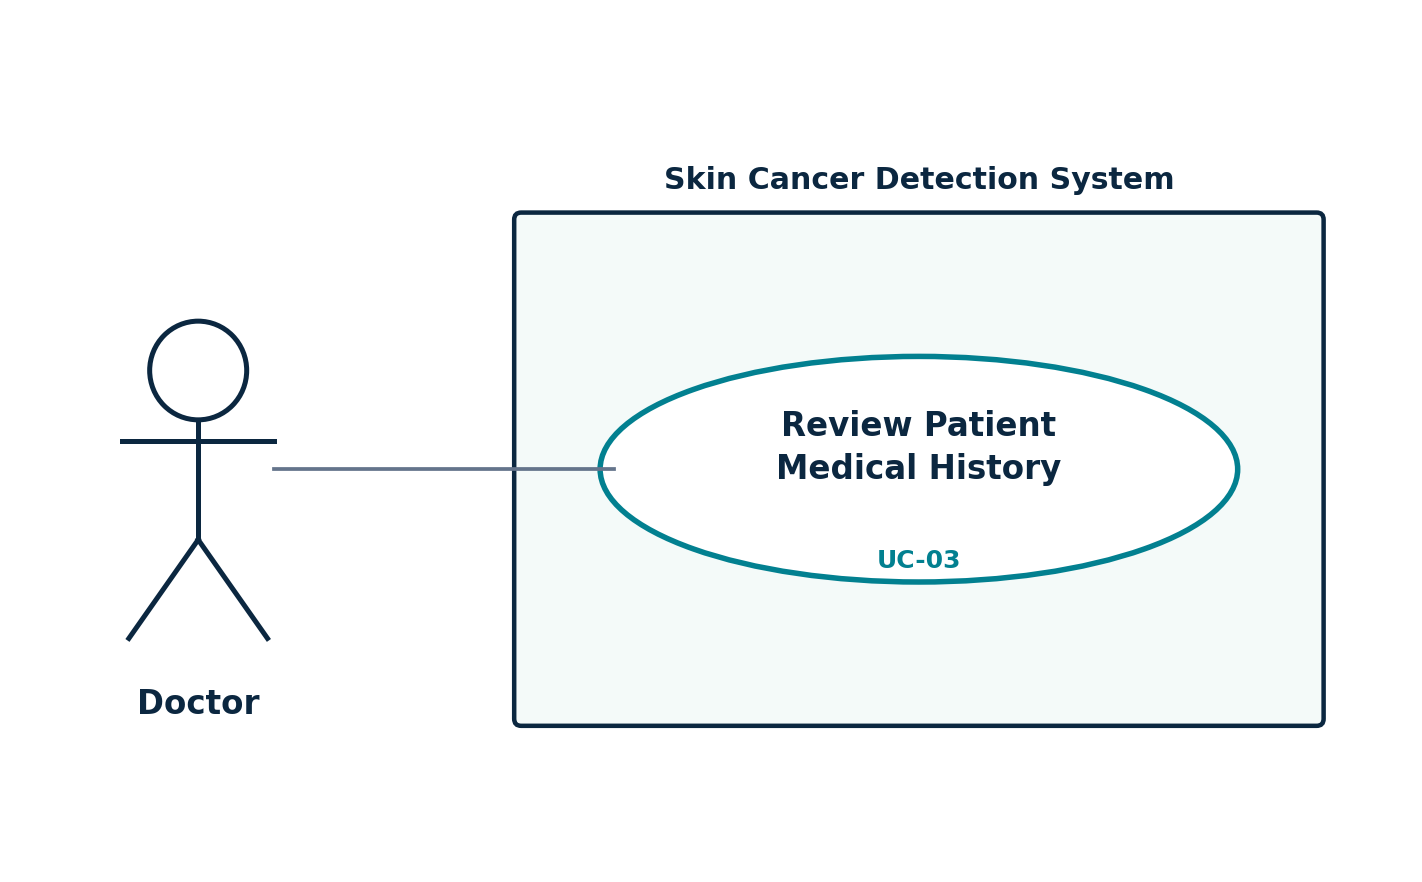 Skin Cancer Detection System
Review Patient
Medical History
UC-03
Doctor